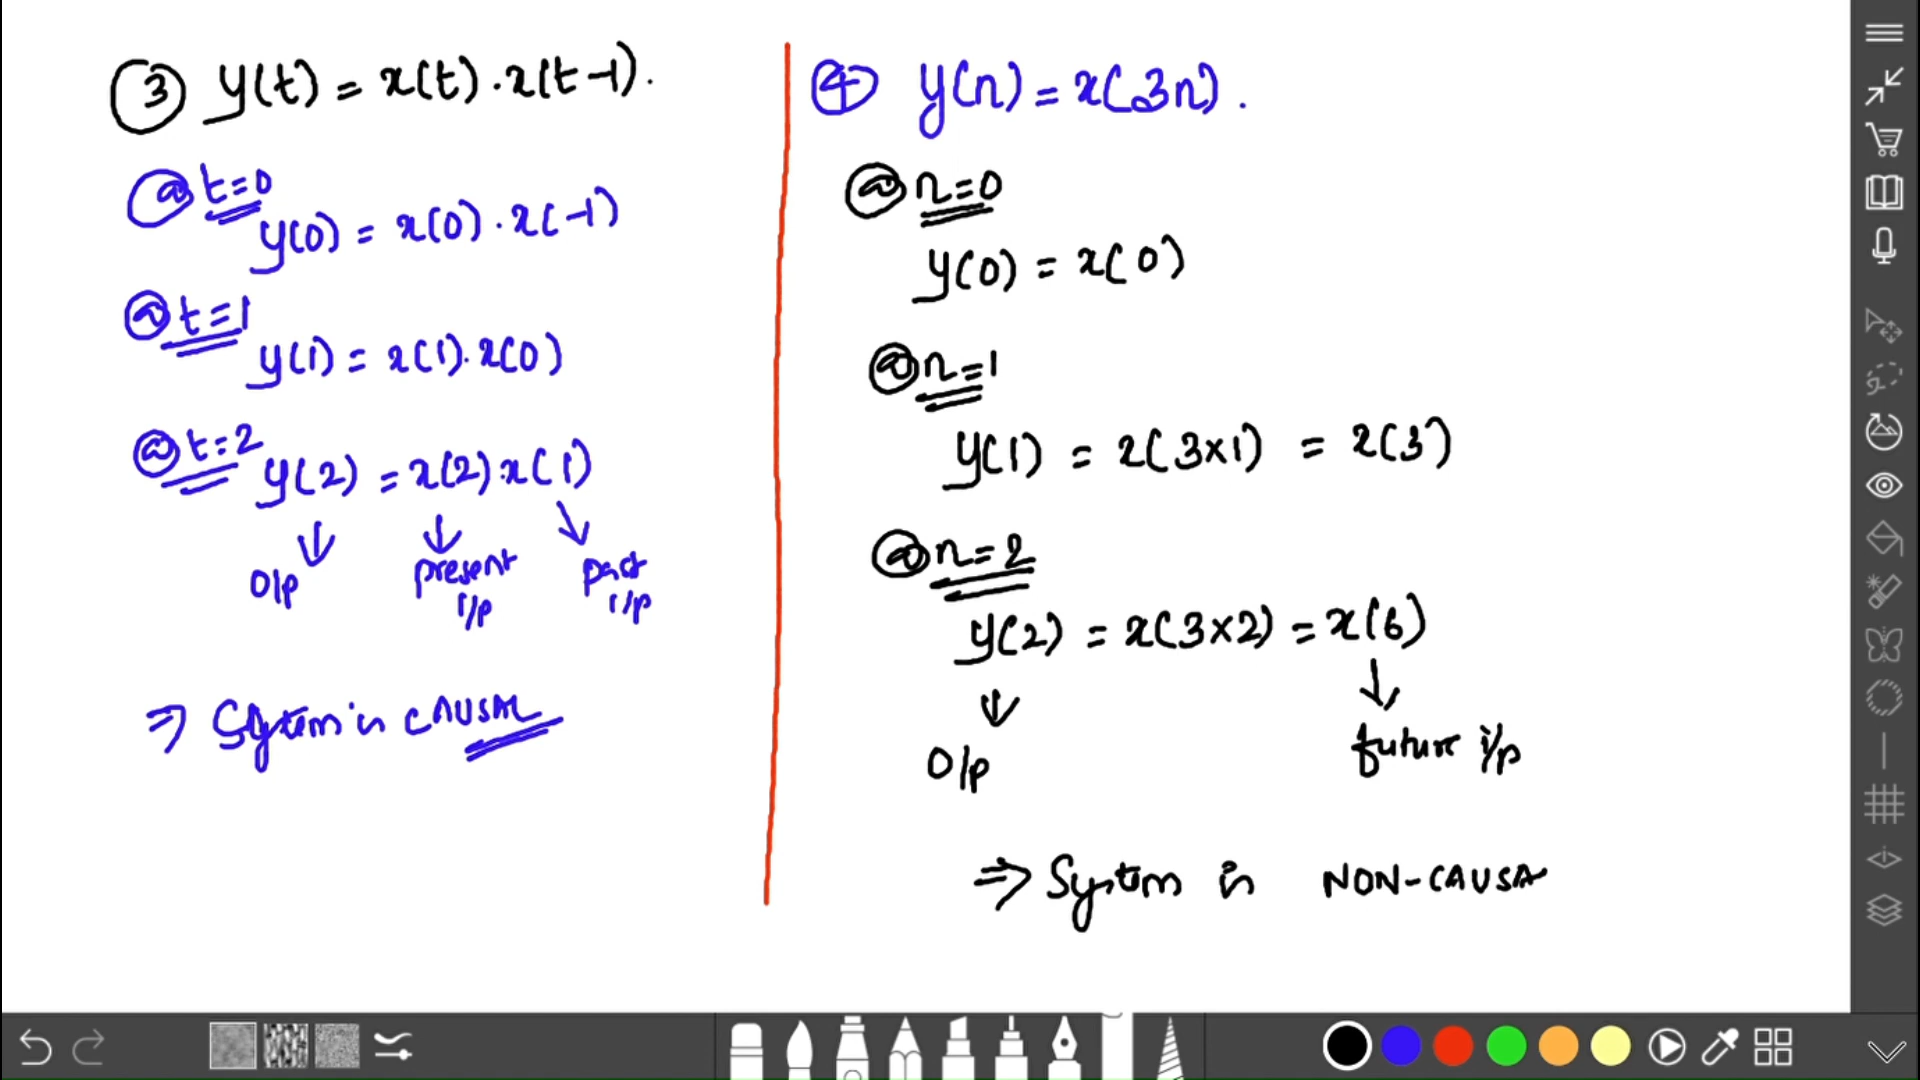 ③ y(t) = x(t) . x(t-1).
@ t=0
y(0) = x(0) . x(-1)
@ t=1
y(1) = x(1) . x(0)
@ t=2
y(2) = x(2) . x(1)
O/p present i/p past i/p
⇒ System is CAUSAL
④ y(n) = x(3n) .
@ n=0
y(0) = x(0)
@ n=1
y(1) = x(3×1) = x(3)
@ n=2
y(2) = x(3×2) = x(6)
O/p future i/p
⇒ System is NON-CAUSA